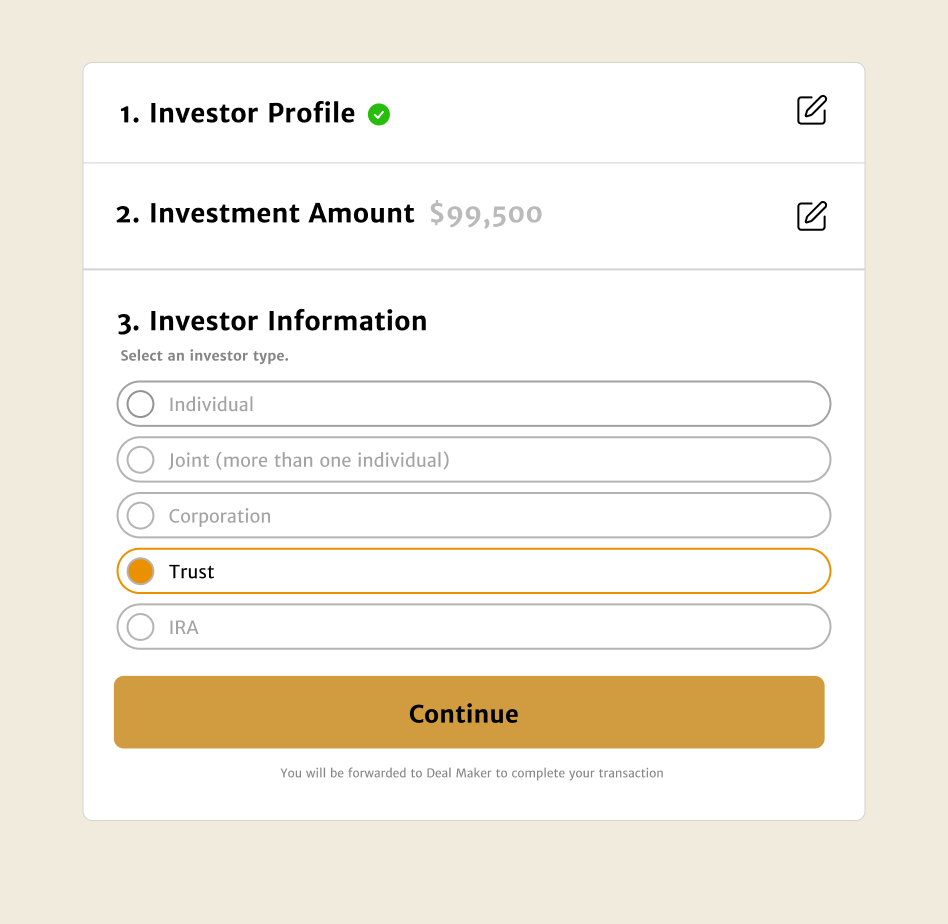 1. Investor Profile
2. Investment Amount $99,500
3. Investor Information
Select an investor type.
Individual
Joint (more than one individual)
Corporation
Trust
IRA
Continue
You will be forwarded to Deal Maker to complete your transaction